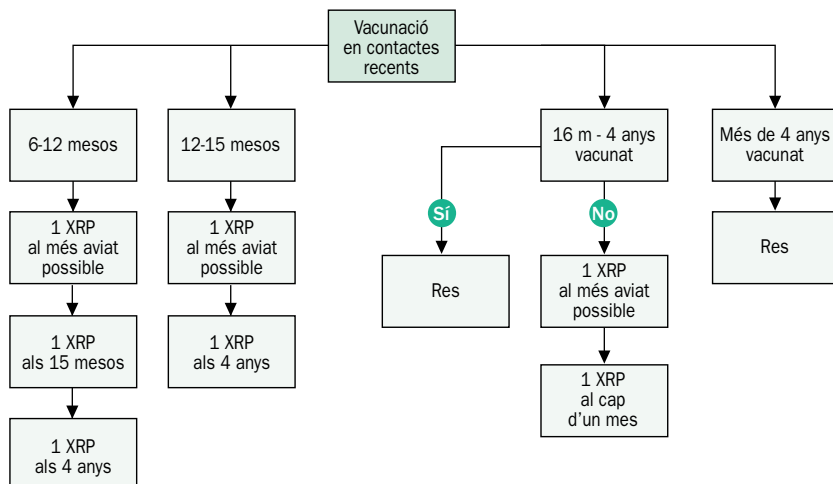 Vacunació
en contactes
recents
6-12 mesos
12-15 mesos
16 m - 4 anys
vacunat
Més de 4 anys
vacunat
Sí
No
1 XRP
al més aviat
possible
1 XRP
al més aviat
possible
Res
1 XRP
al més aviat
possible
Res
1 XRP
als 15 mesos
1 XRP
als 4 anys
1 XRP
al cap
d'un mes
1 XRP
als 4 anys